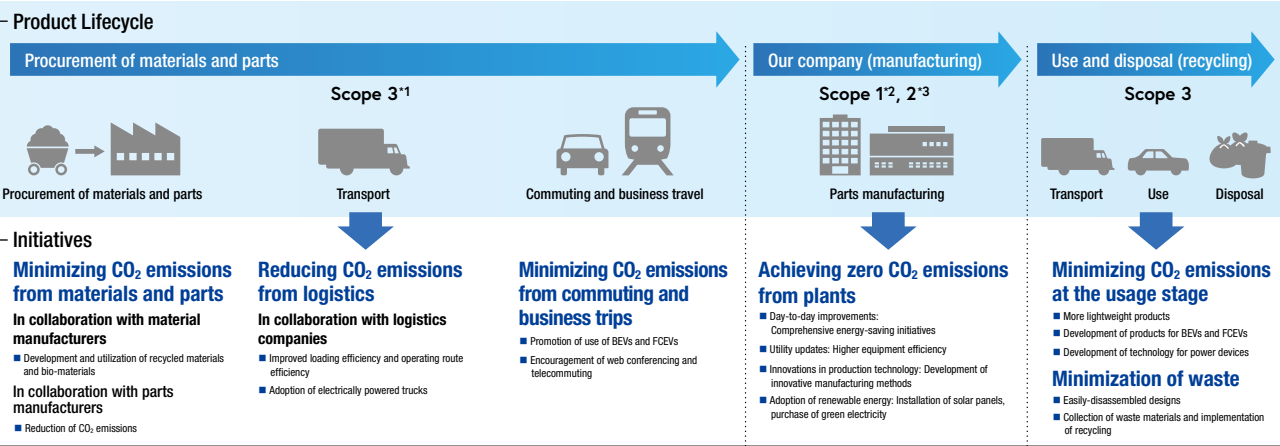 Product Lifecycle
Procurement of materials and parts
Our company (manufacturing)
Use and disposal (recycling)
Scope 3*1
Scope 1*2, 2*3
Scope 3
Procurement of materials and parts
Transport
Commuting and business travel
Parts manufacturing
Transport
Use
Disposal
Initiatives
Minimizing CO₂ emissions
from materials and parts
In collaboration with material
manufacturers
■ Development and utilization of recycled materials
and bio-materials
In collaboration with parts
manufacturers
■ Reduction of CO₂ emissions
Reducing CO₂ emissions
from logistics
In collaboration with logistics
companies
■ Improved loading efficiency and operating route
efficiency
■ Adoption of electrically powered trucks
Minimizing CO₂ emissions
from commuting and
business trips
■ Promotion of use of BEVs and FCEVs
■ Encouragement of web conferencing and
telecommuting
Achieving zero CO₂ emissions
from plants
■ Day-to-day improvements:
Comprehensive energy-saving initiatives
■ Utility updates: Higher equipment efficiency
■ Innovations in production technology: Development of
innovative manufacturing methods
■ Adoption of renewable energy: Installation of solar panels,
purchase of green electricity
Minimizing CO₂ emissions
at the usage stage
■ More lightweight products
■ Development of products for BEVs and FCEVs
■ Development of technology for power devices
Minimization of waste
■ Easily-disassembled designs
■ Collection of waste materials and implementation
of recycling